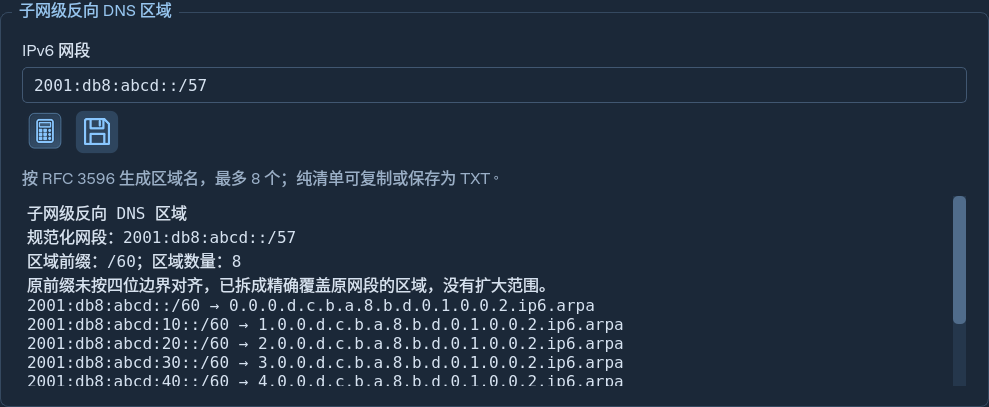 子网级反向 DNS 区域
IPv6 网段
2001:db8:abcd::/57
按 RFC 3596 生成区域名，最多 8 个；纯清单可复制或保存为 TXT。
子网级反向 DNS 区域
规范化网段：2001:db8:abcd::/57
区域前缀：/60；区域数量：8
原前缀未按四位边界对齐，已拆成精确覆盖原网段的区域，没有扩大范围。
2001:db8:abcd::/60 → 0.0.0.d.c.b.a.8.b.d.0.1.0.0.2.ip6.arpa
2001:db8:abcd:10::/60 → 1.0.0.d.c.b.a.8.b.d.0.1.0.0.2.ip6.arpa
2001:db8:abcd:20::/60 → 2.0.0.d.c.b.a.8.b.d.0.1.0.0.2.ip6.arpa
2001:db8:abcd:30::/60 → 3.0.0.d.c.b.a.8.b.d.0.1.0.0.2.ip6.arpa
2001:db8:abcd:40::/60 → 4.0.0.d.c.b.a.8.b.d.0.1.0.0.2.ip6.arpa